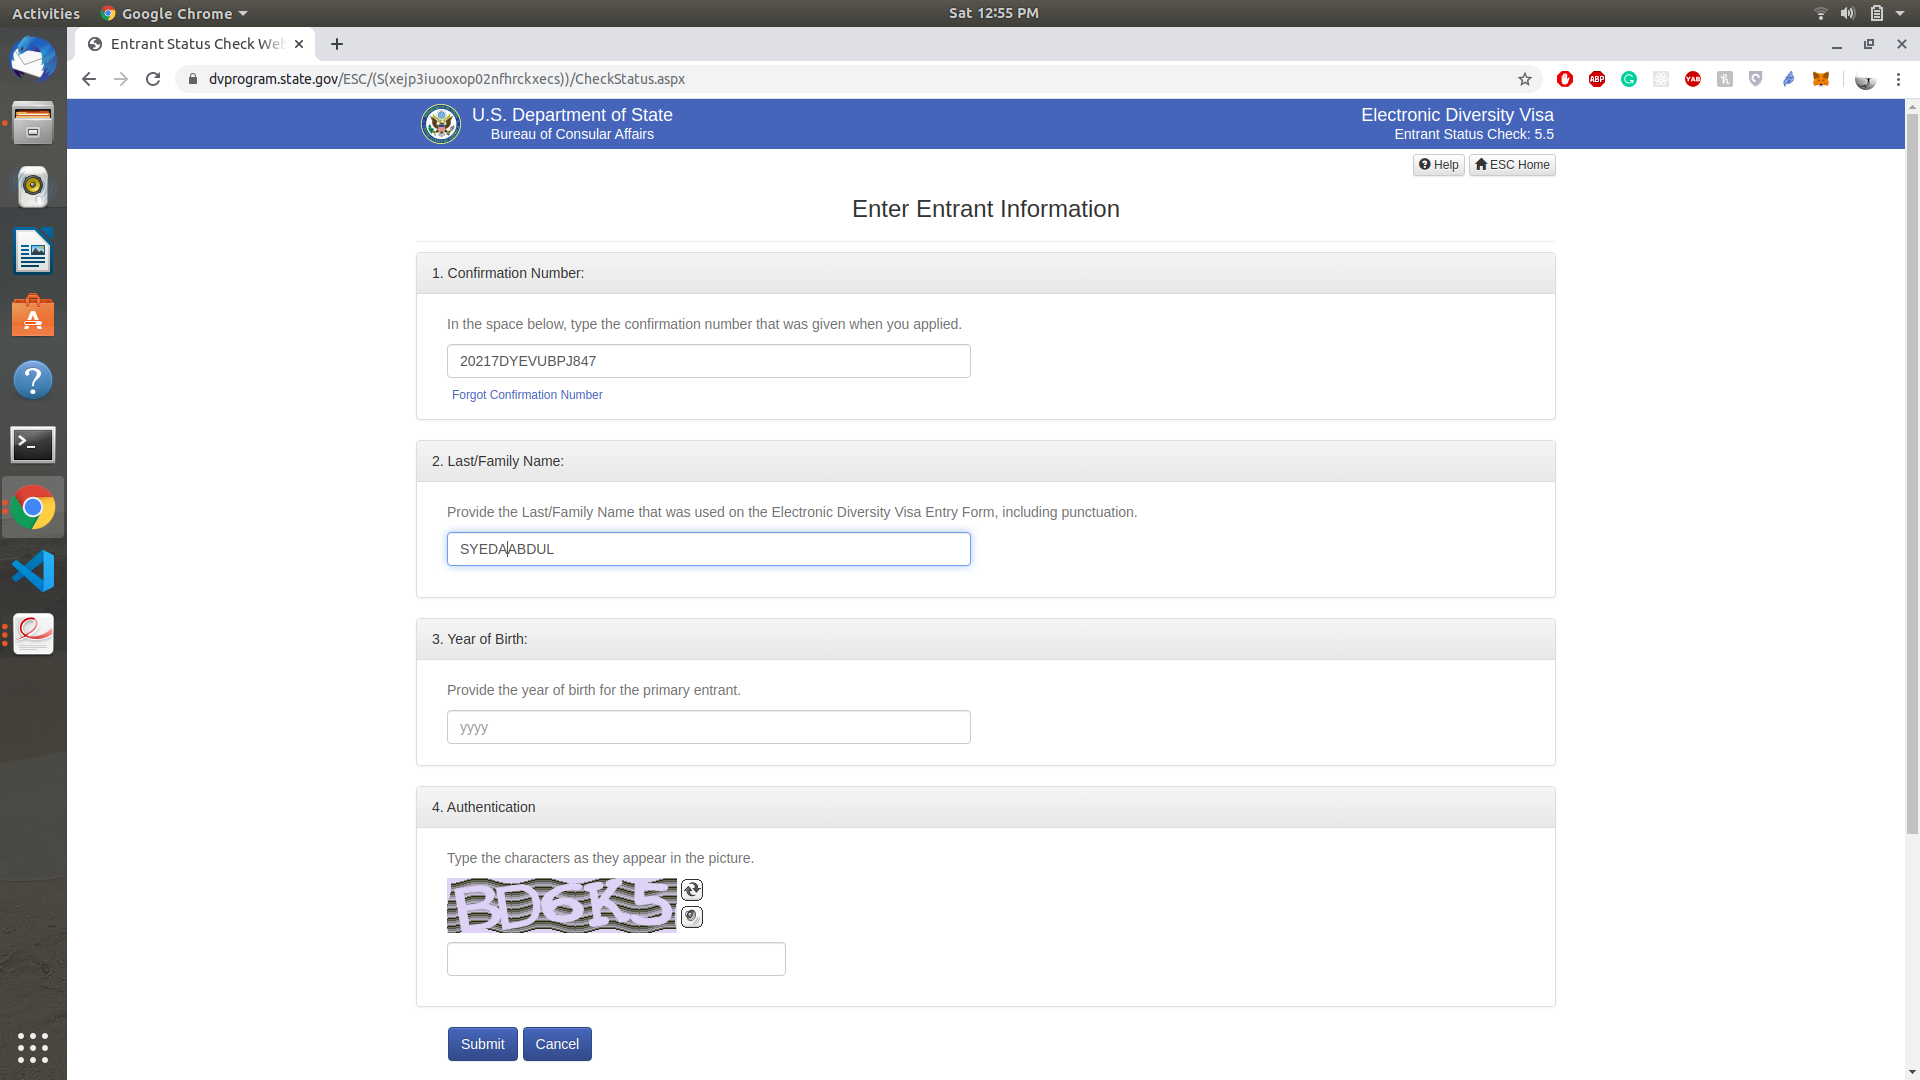 Activities
Google Chrome
Sat 12:55 PM
Entrant Status Check Web
dvprogram.state.gov/ESC/(S(xejp3iuooxop02nfhrckxecs))/CheckStatus.aspx
U.S. Department of State
Bureau of Consular Affairs
Electronic Diversity Visa
Entrant Status Check: 5.5
Help
ESC Home
Enter Entrant Information
1. Confirmation Number:
In the space below, type the confirmation number that was given when you applied.
20217DYEVUBPJ847
Forgot Confirmation Number
2. Last/Family Name:
Provide the Last/Family Name that was used on the Electronic Diversity Visa Entry Form, including punctuation.
SYEDAABDUL
3. Year of Birth:
Provide the year of birth for the primary entrant.
yyyy
4. Authentication
Type the characters as they appear in the picture.
BD6K5
Submit
Cancel